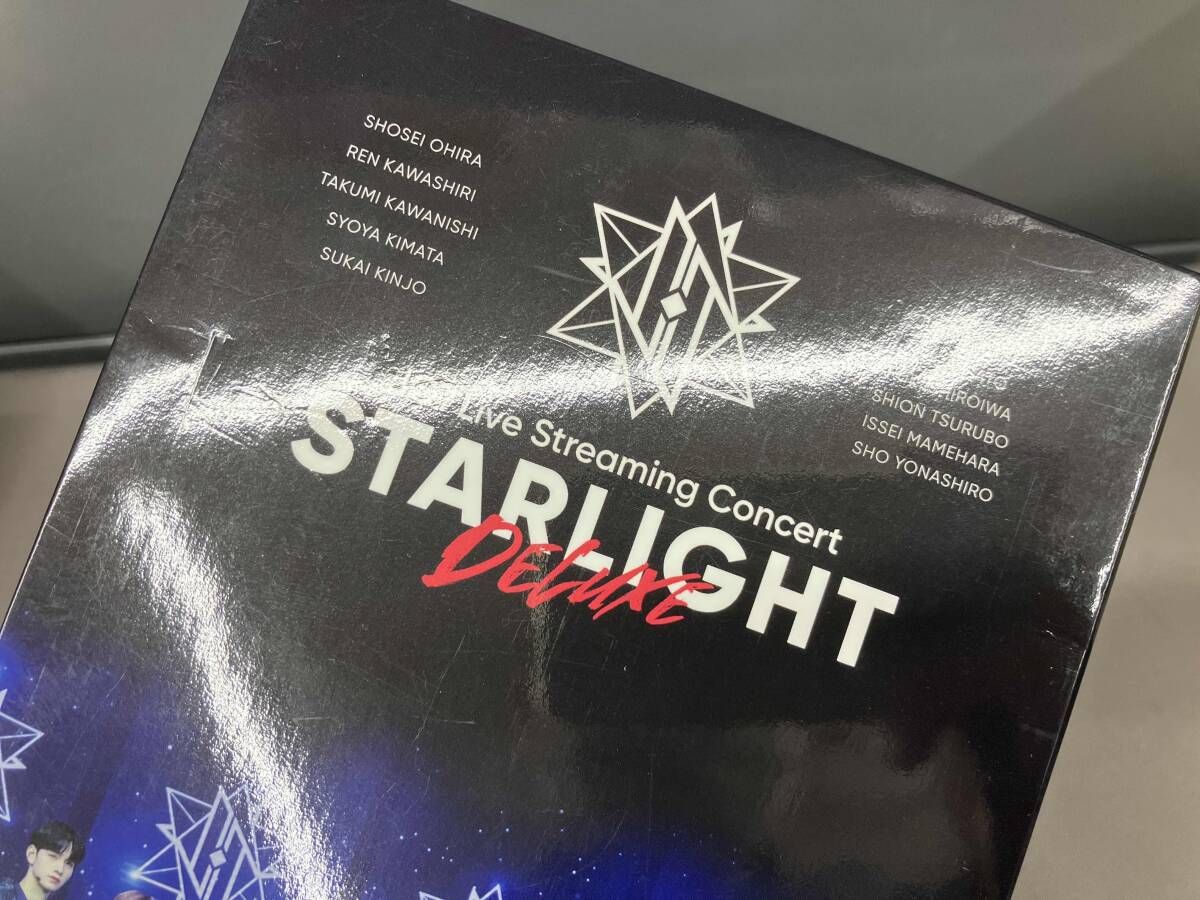 SHOSEI OHIRA
REN KAWASHIRI
TAKUMI KAWANISHI
SYOYA KIMATA
SUKAI KINJO
SHION TSURUBO
ISSEI MAMEHARA
SHO YONASHIRO
Live Streaming Concert
STARLIGHT
DELUXE